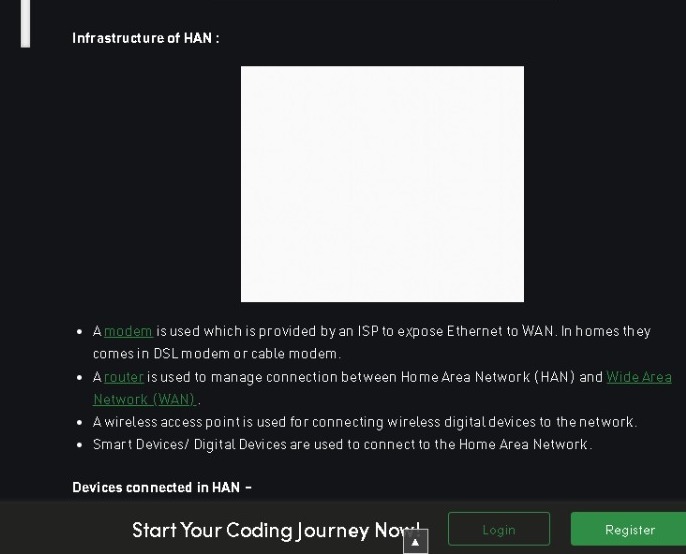 Infrastructure of HAN :
A modem is used which is provided by an ISP to expose Ethernet to WAN. In homes they
comes in DSL modem or cable modem.
A router is used to manage connection between Home Area Network (HAN) and Wide Area
Network (WAN) .
A wireless access point is used for connecting wireless digital devices to the network.
Smart Devices/ Digital Devices are used to connect to the Home Area Network.
Devices connected in HAN –
Start Your Coding Journey Now! Login Register